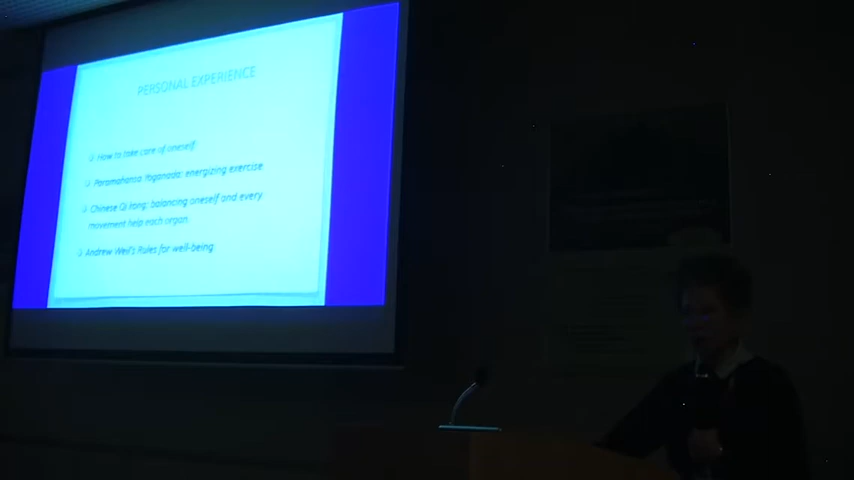 PERSONAL EXPERIENCE
How to take care of oneself
Paramahansa Yogananda: energizing exercise
Chinese Qi Gong: balancing oneself and every
movement help each organ
Andrew Weil's Rules for well-being